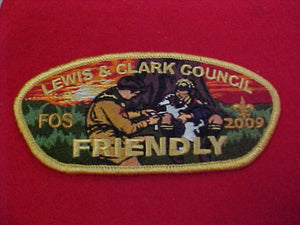 LEWIS & CLARK COUNCIL
FOS 2009
FRIENDLY